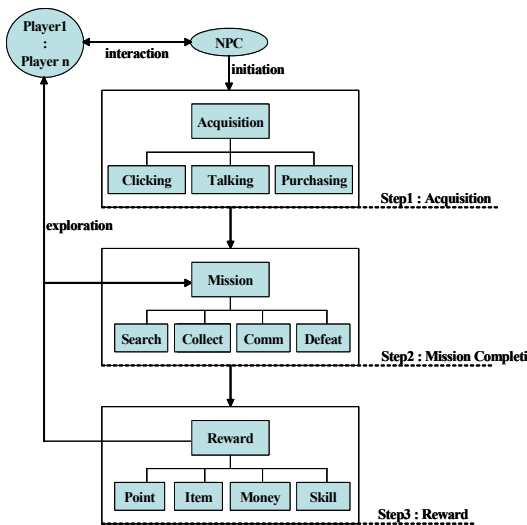 Player1
:
Player n
NPC
interaction
initiation
Acquisition
Clicking
Talking
Purchasing
Step1 : Acquisition
exploration
Mission
Search
Collect
Comm
Defeat
Step2 : Mission Completi
Reward
Point
Item
Money
Skill
Step3 : Reward